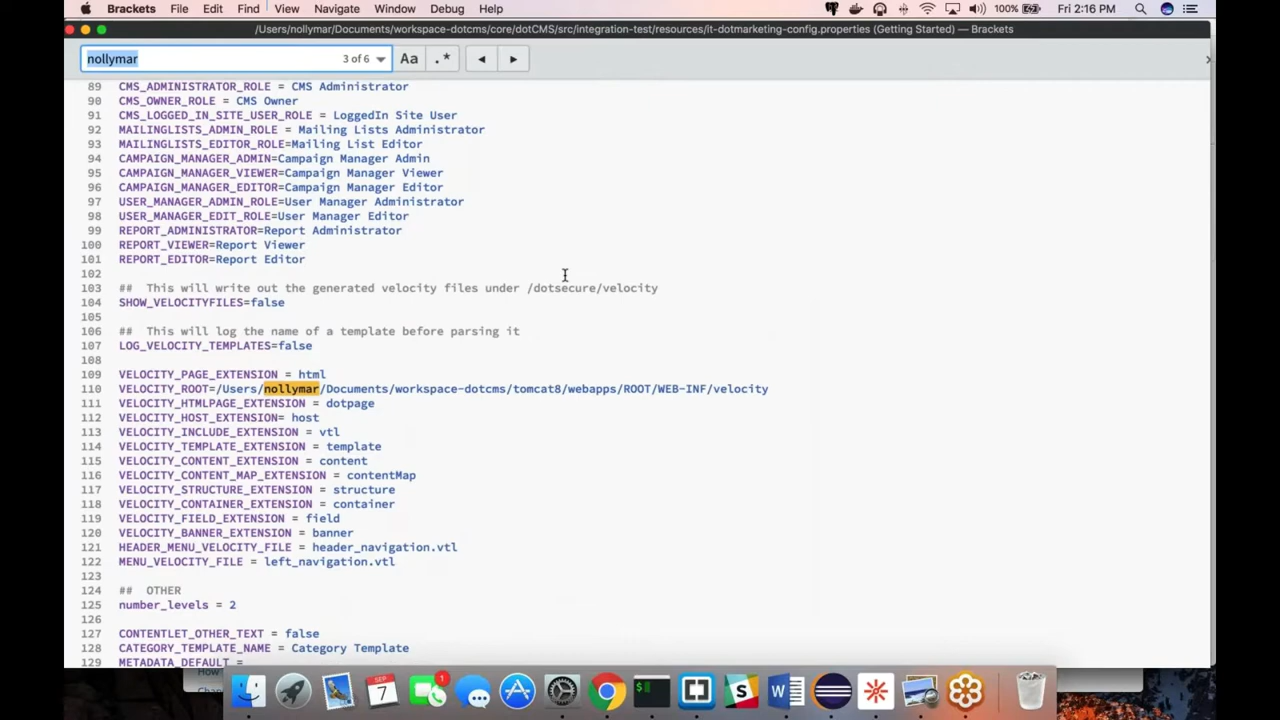 Brackets File Edit Find View Navigate Window Debug Help 100% Fri 2:16 PM
/Users/nollymar/Documents/workspace-dotcms/core/dotCMS/src/integration-test/resources/it-dotmarketing-config.properties (Getting Started) — Brackets
nollymar 3 of 6 Aa .*
89 CMS_ADMINISTRATOR_ROLE = CMS Administrator
90 CMS_OWNER_ROLE = CMS Owner
91 CMS_LOGGED_IN_SITE_USER_ROLE = LoggedIn Site User
92 MAILINGLISTS_ADMIN_ROLE = Mailing Lists Administrator
93 MAILINGLISTS_EDITOR_ROLE=Mailing List Editor
94 CAMPAIGN_MANAGER_ADMIN=Campaign Manager Admin
95 CAMPAIGN_MANAGER_VIEWER=Campaign Manager Viewer
96 CAMPAIGN_MANAGER_EDITOR=Campaign Manager Editor
97 USER_MANAGER_ADMIN_ROLE=User Manager Administrator
98 USER_MANAGER_EDIT_ROLE=User Manager Editor
99 REPORT_ADMINISTRATOR=Report Administrator
100 REPORT_VIEWER=Report Viewer
101 REPORT_EDITOR=Report Editor
102
103 ## This will write out the generated velocity files under /dotsecure/velocity
104 SHOW_VELOCITYFILES=false
105
106 ## This will log the name of a template before parsing it
107 LOG_VELOCITY_TEMPLATES=false
108
109 VELOCITY_PAGE_EXTENSION = html
110 VELOCITY_ROOT=/Users/nollymar/Documents/workspace-dotcms/tomcat8/webapps/ROOT/WEB-INF/velocity
111 VELOCITY_HTMLPAGE_EXTENSION = dotpage
112 VELOCITY_HOST_EXTENSION= host
113 VELOCITY_INCLUDE_EXTENSION = vtl
114 VELOCITY_TEMPLATE_EXTENSION = template
115 VELOCITY_CONTENT_EXTENSION = content
116 VELOCITY_CONTENT_MAP_EXTENSION = contentMap
117 VELOCITY_STRUCTURE_EXTENSION = structure
118 VELOCITY_CONTAINER_EXTENSION = container
119 VELOCITY_FIELD_EXTENSION = field
120 VELOCITY_BANNER_EXTENSION = banner
121 HEADER_MENU_VELOCITY_FILE = header_navigation.vtl
122 MENU_VELOCITY_FILE = left_navigation.vtl
123
124 ## OTHER
125 number_levels = 2
126
127 CONTENTLET_OTHER_TEXT = false
128 CATEGORY_TEMPLATE_NAME = Category Template
129 METADATA_DEFAULT =
How
SEP
7
1